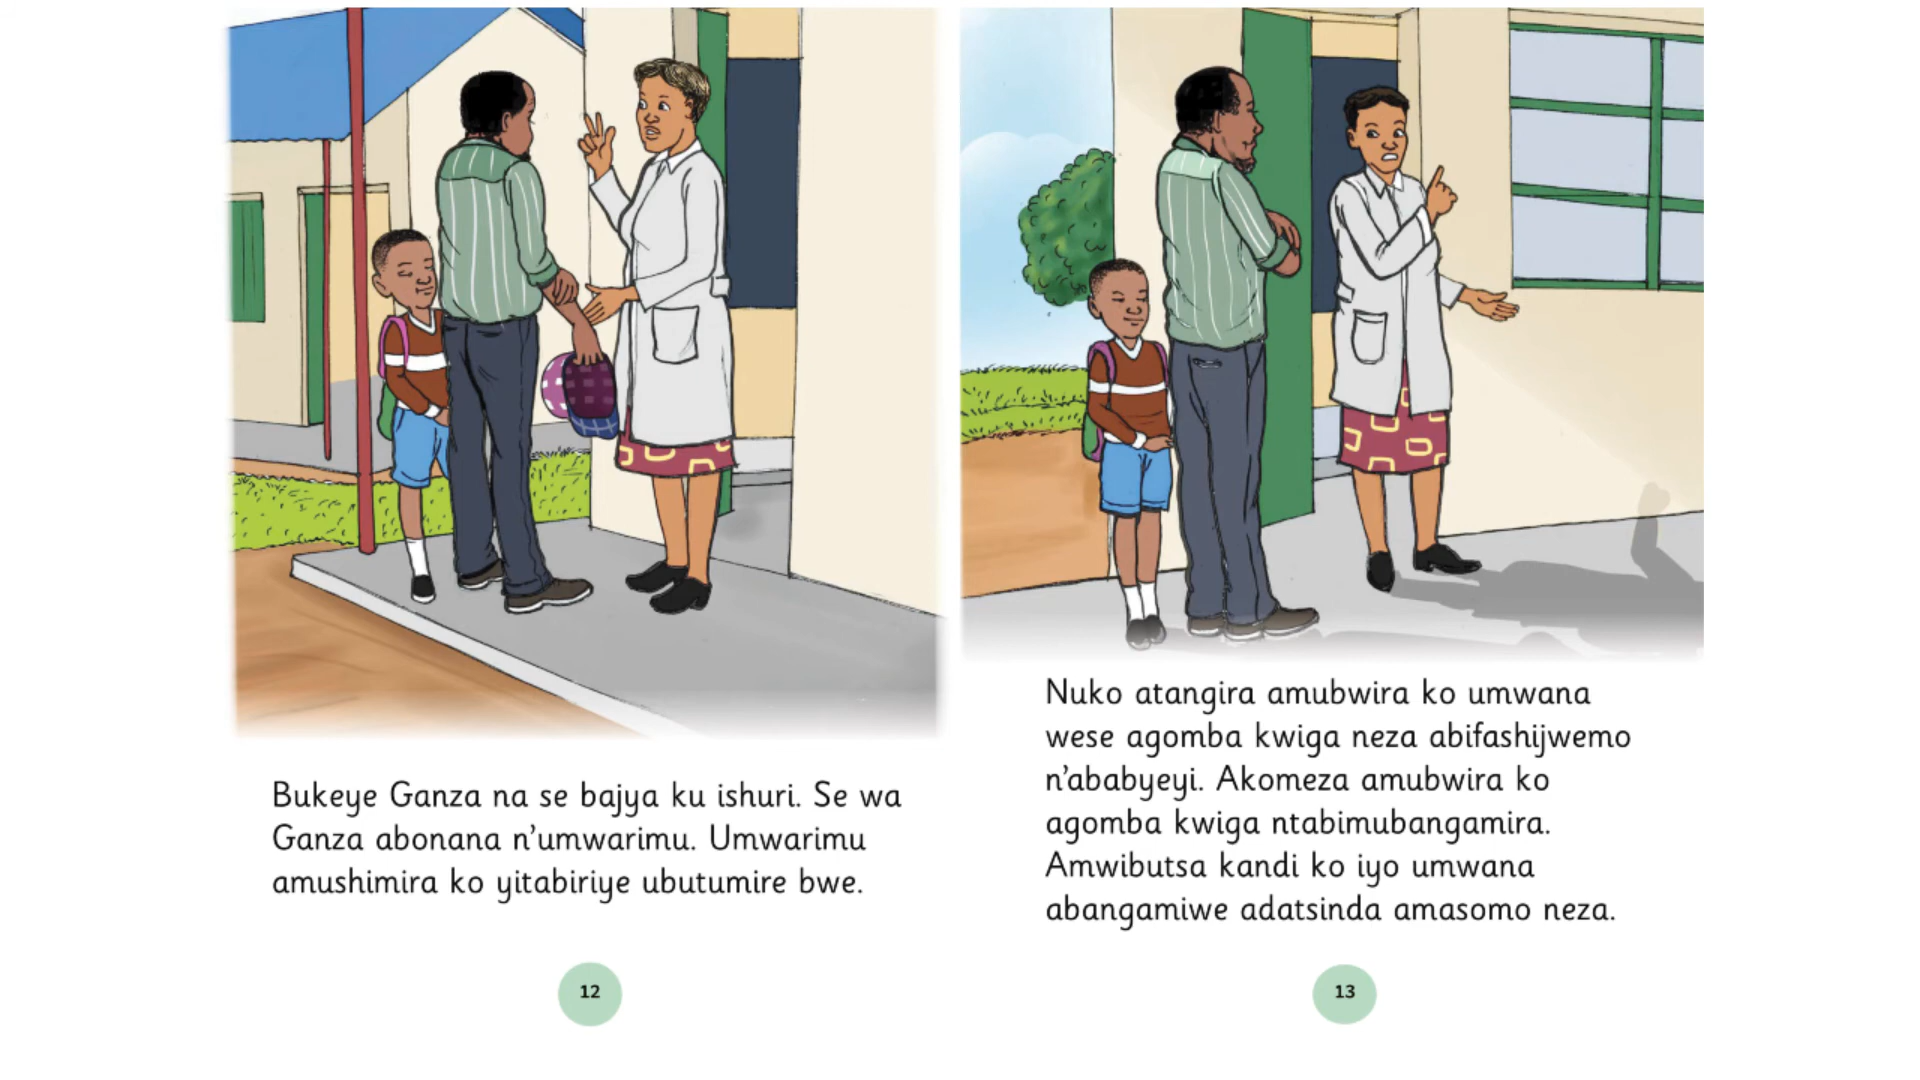 Bukeye Ganza na se bajya ku ishuri. Se wa
Ganza abonana n'umwarimu. Umwarimu
amushimira ko yitabiriye ubutumire bwe.
12
Nuko atangira amubwira ko umwana
wese agomba kwiga neza abifashijwemo
n'ababyeyi. Akomeza amubwira ko
agomba kwiga ntabimubangamira.
Amwibutsa kandi ko iyo umwana
abangamiwe adatsinda amasomo neza.
13